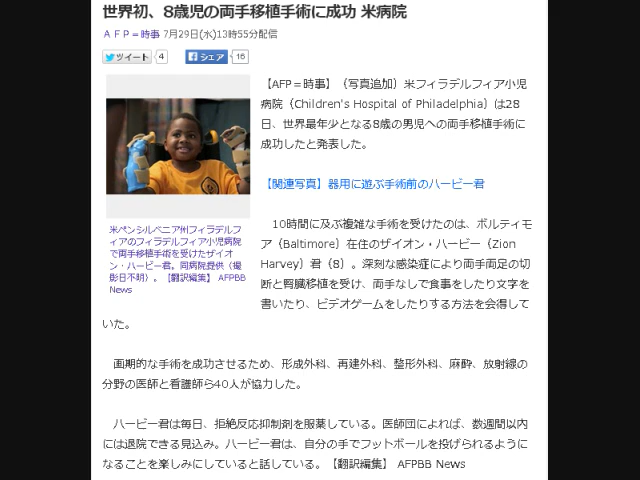 世界初、8歳児の両手移植手術に成功 米病院
ＡＦＰ＝時事 7月29日(水)13時55分配信
ツイート 4 シェア 16
【AFP＝時事】（写真追加）米フィラデルフィア小児
病院（Children's Hospital of Philadelphia）は28
日、世界最年少となる8歳の男児への両手移植手術に
成功したと発表した。
【関連写真】器用に遊ぶ手術前のハービー君
10時間に及ぶ複雑な手術を受けたのは、ボルティモ
ア（Baltimore）在住のザイオン・ハービー（Zion
Harvey）君（8）。深刻な感染症により両手両足の切
断と腎臓移植を受け、両手なしで食事をしたり文字を
書いたり、ビデオゲームをしたりする方法を会得して
いた。
米ペンシルベニア州フィラデルフ
ィアのフィラデルフィア小児病院
で両手移植手術を受けたザイオ
ン・ハービー君。同病院提供（撮
影日不明）。【翻訳編集】 AFPBB
News
画期的な手術を成功させるため、形成外科、再建外科、整形外科、麻酔、放射線の
分野の医師と看護師ら40人が協力した。
ハービー君は毎日、拒絶反応抑制剤を服薬している。医師団によれば、数週間以内
には退院できる見込み。ハービー君は、自分の手でフットボールを投げられるように
なることを楽しみにしていると話している。【翻訳編集】 AFPBB News